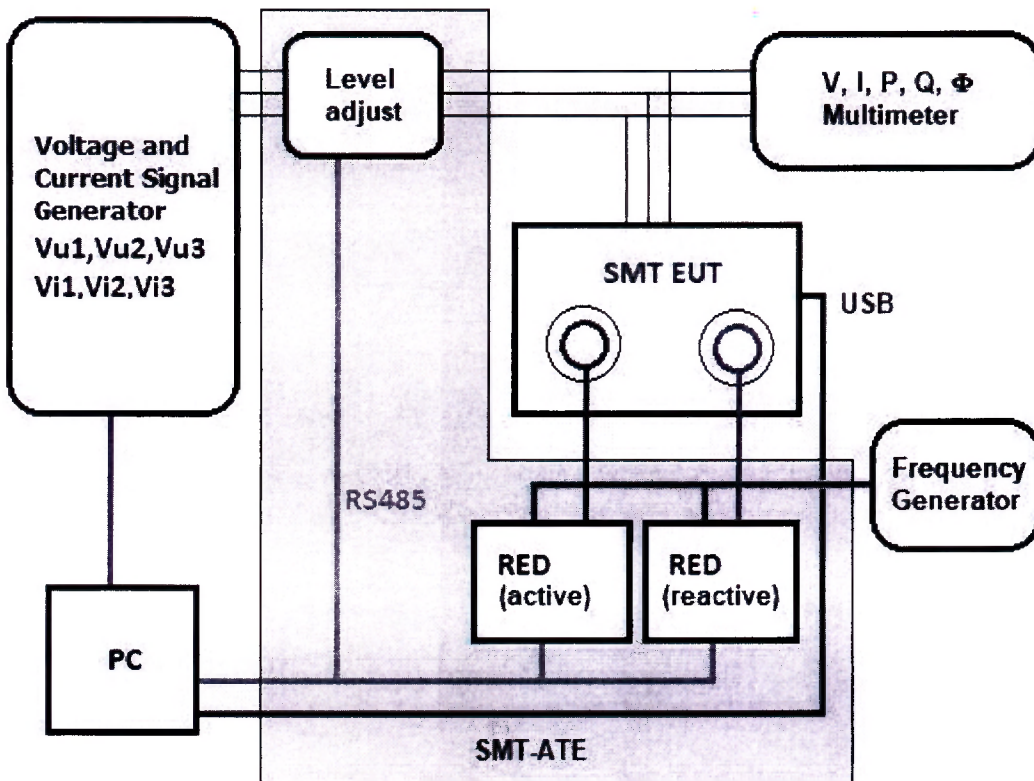 Voltage and
Current Signal
Generator
Vu1,Vu2,Vu3
Vi1,Vi2,Vi3
Level
adjust
V, I, P, Q, Φ
Multimeter
SMT EUT
USB
Frequency
Generator
RS485
RED
(active)
RED
(reactive)
PC
SMT-ATE